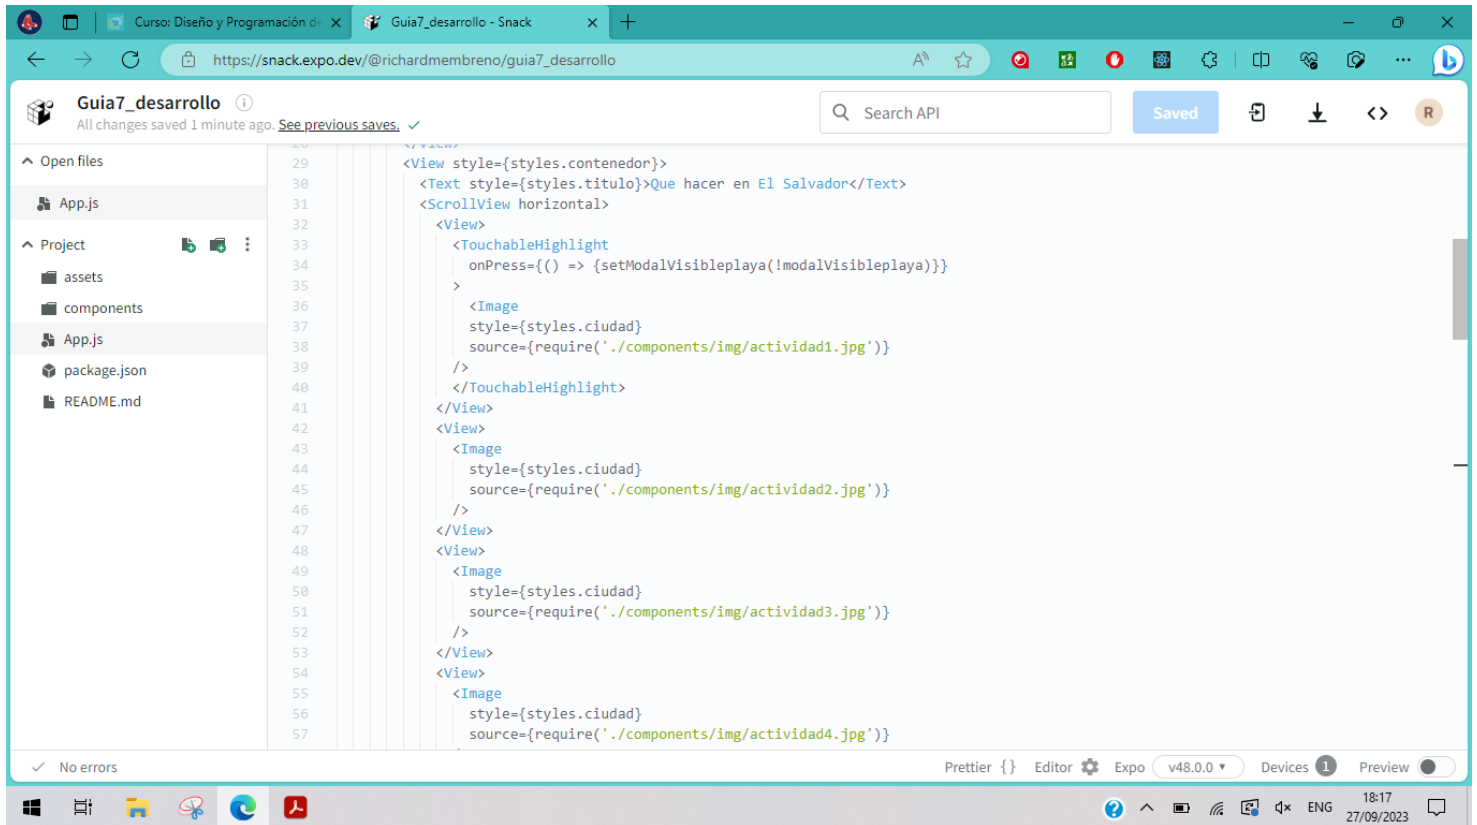 Curso: Diseño y Programación de
Guia7_desarrollo - Snack
https://snack.expo.dev/@richardmembreno/guia7_desarrollo
Guia7_desarrollo
All changes saved 1 minute ago. See previous saves.
Search API
Saved
R
Open files
App.js
Project
assets
components
App.js
package.json
README.md
28 </View>
29 <View style={styles.contenedor}>
30 <Text style={styles.titulo}>Que hacer en El Salvador</Text>
31 <ScrollView horizontal>
32 <View>
33 <TouchableHighlight
34 onPress={() => {setModalVisibleplaya(!modalVisibleplaya)}}
35 >
36 <Image
37 style={styles.ciudad}
38 source={require('./components/img/actividad1.jpg')}
39 />
40 </TouchableHighlight>
41 </View>
42 <View>
43 <Image
44 style={styles.ciudad}
45 source={require('./components/img/actividad2.jpg')}
46 />
47 </View>
48 <View>
49 <Image
50 style={styles.ciudad}
51 source={require('./components/img/actividad3.jpg')}
52 />
53 </View>
54 <View>
55 <Image
56 style={styles.ciudad}
57 source={require('./components/img/actividad4.jpg')}
No errors
Prettier { } Editor Expo v48.0.0 Devices 1 Preview
ENG
18:17
27/09/2023